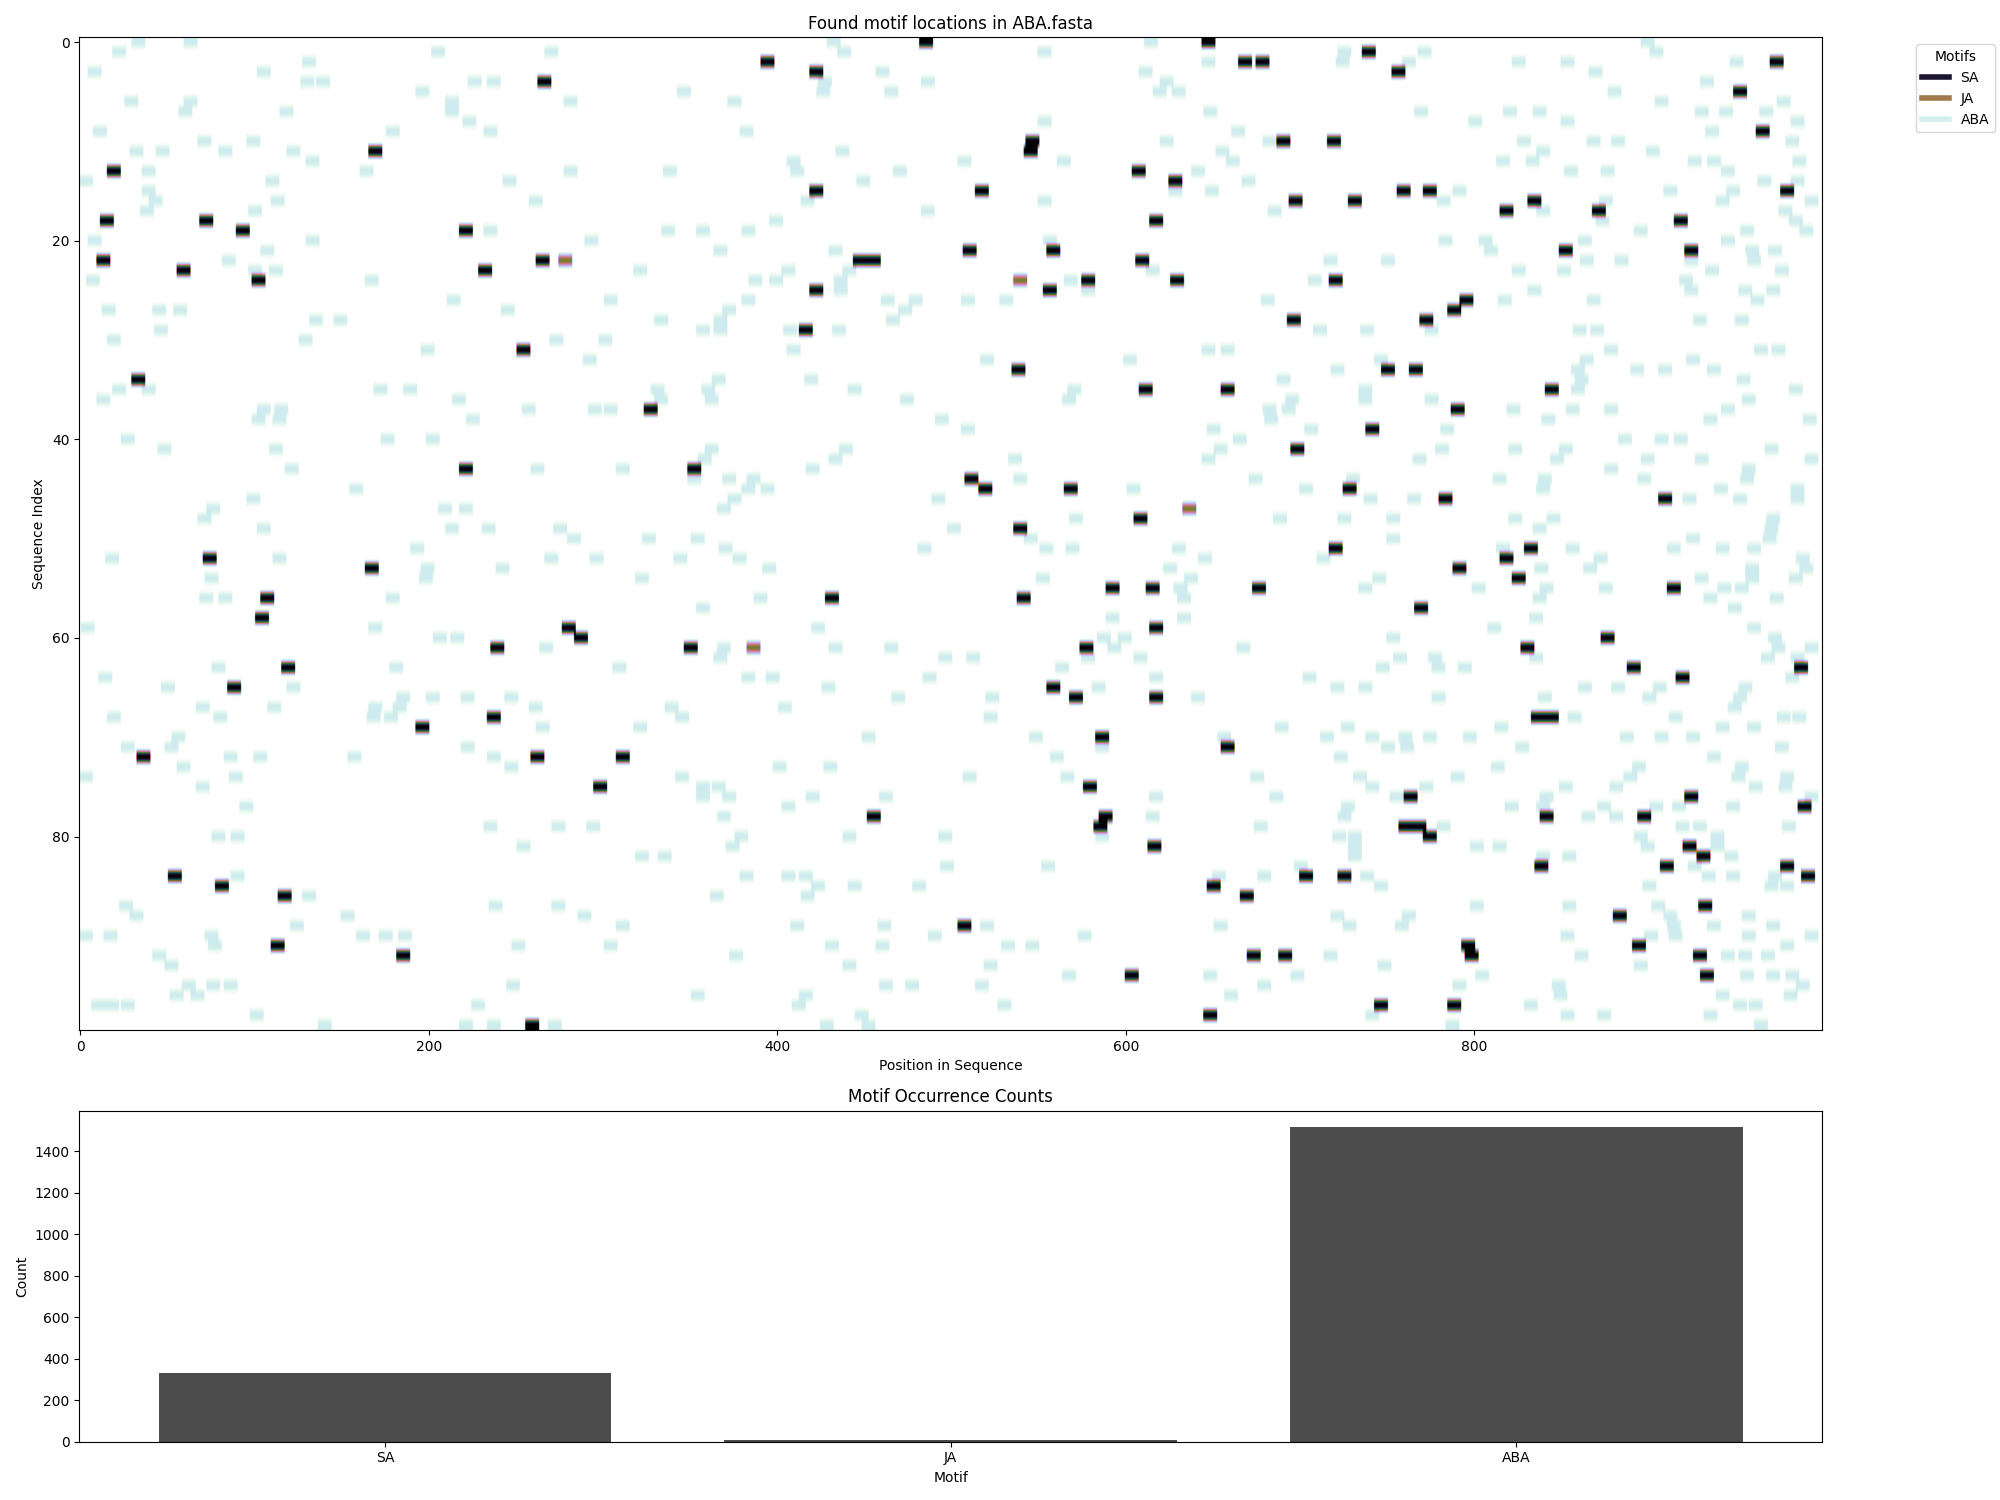 Found motif locations in ABA.fasta
Motifs
SA
JA
ABA
0
20
40
60
80
Sequence Index
0 200 400 600 800
Position in Sequence
Motif Occurrence Counts
1400
1200
1000
800
600
400
200
0
Count
SA JA ABA
Motif